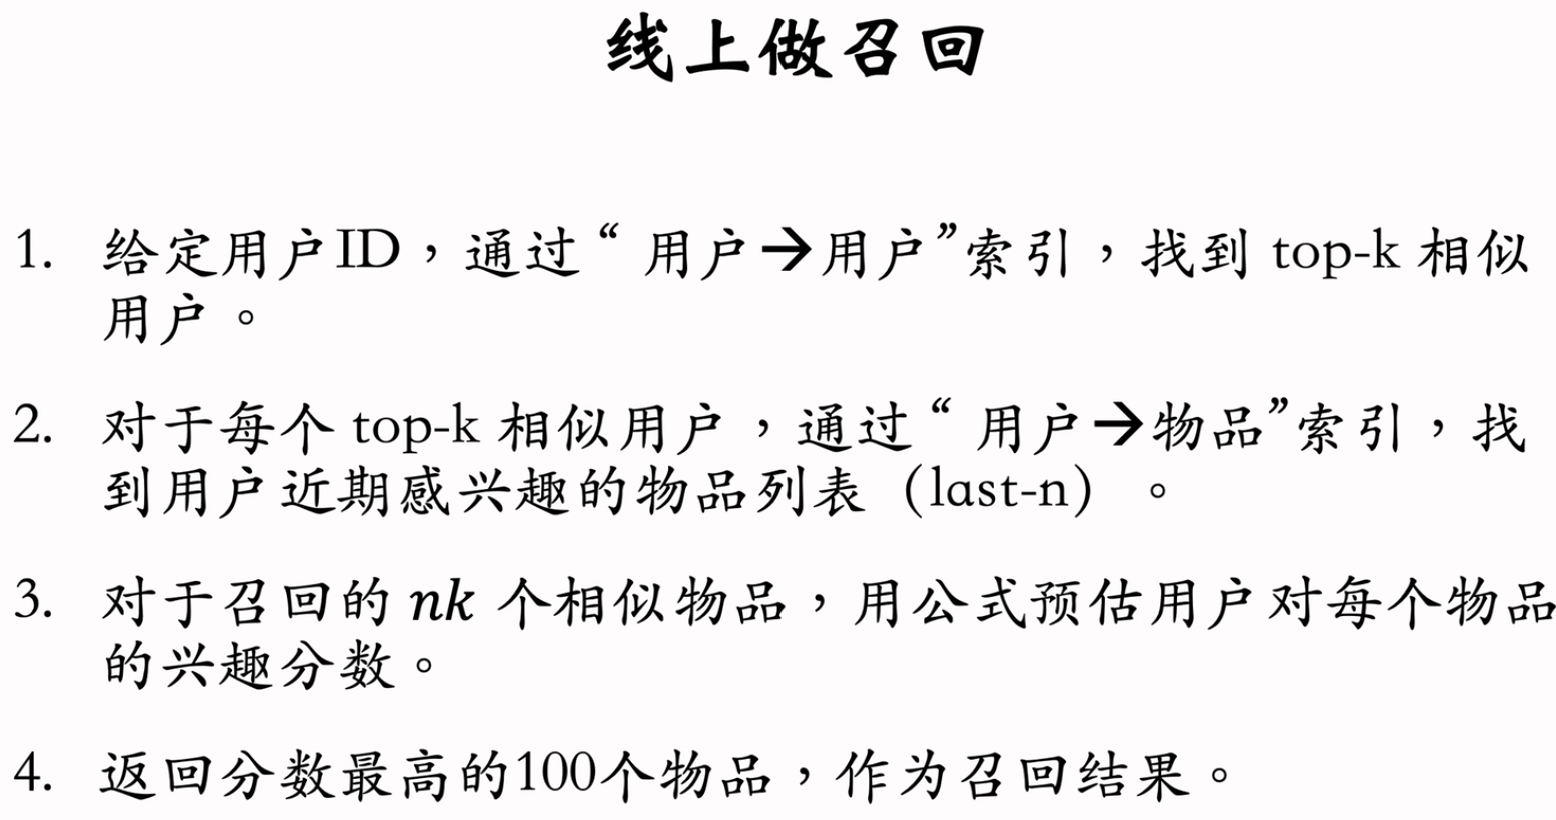 线上做召回
1. 给定用户ID，通过“ 用户→用户”索引，找到 top-k 相似
用户。
2. 对于每个 top-k 相似用户，通过“ 用户→物品”索引，找
到用户近期感兴趣的物品列表（last-n） 。
3. 对于召回的 nk 个相似物品，用公式预估用户对每个物品
的兴趣分数。
4. 返回分数最高的100个物品，作为召回结果。